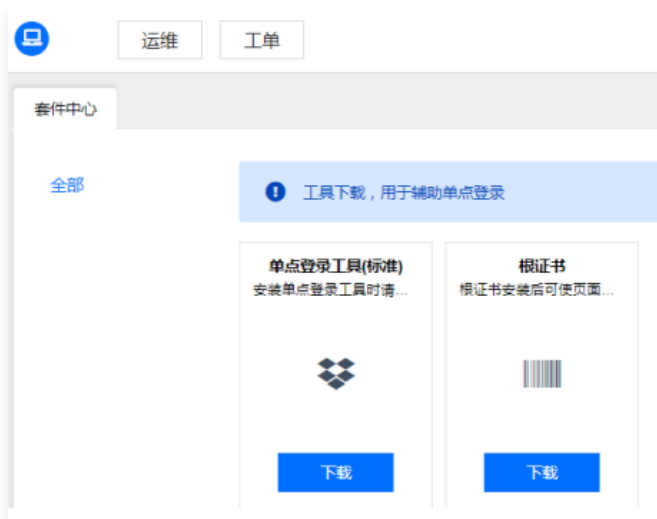 运维 工单
套件中心
全部
工具下载，用于辅助单点登录
单点登录工具(标准) 根证书
安装单点登录工具时请... 根证书安装后可使页面...
下载 下载